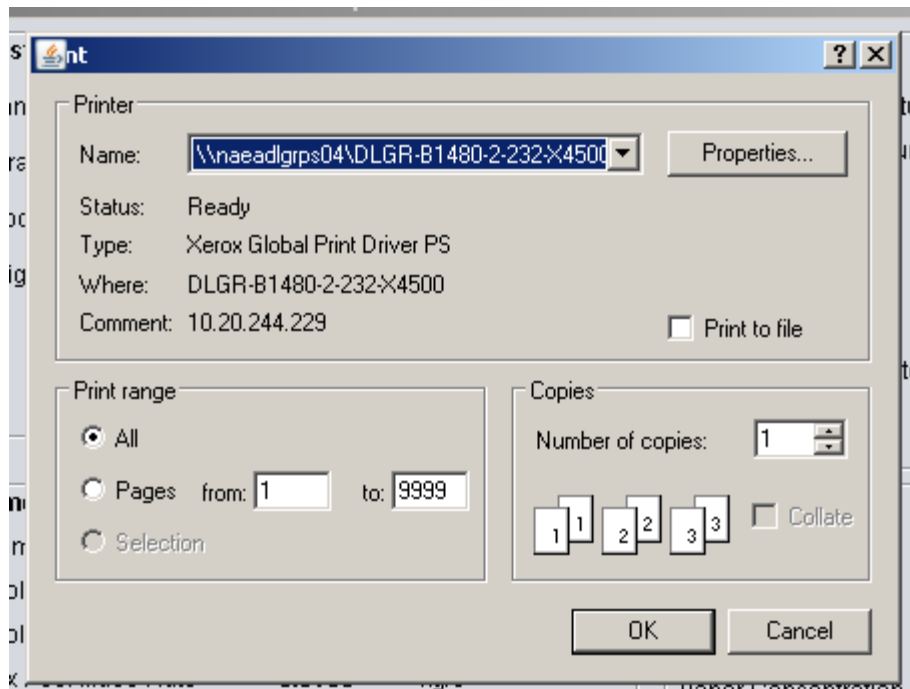 nt
Printer
Name: \\naeadlgrps04\DLGR-B1480-2-232-X4500 Properties...
Status: Ready
Type: Xerox Global Print Driver PS
Where: DLGR-B1480-2-232-X4500
Comment: 10.20.244.229 Print to file
Print range Copies
All Number of copies: 1
Pages from: 1 to: 9999
1 1 2 2 3 3 Collate
Selection
OK Cancel